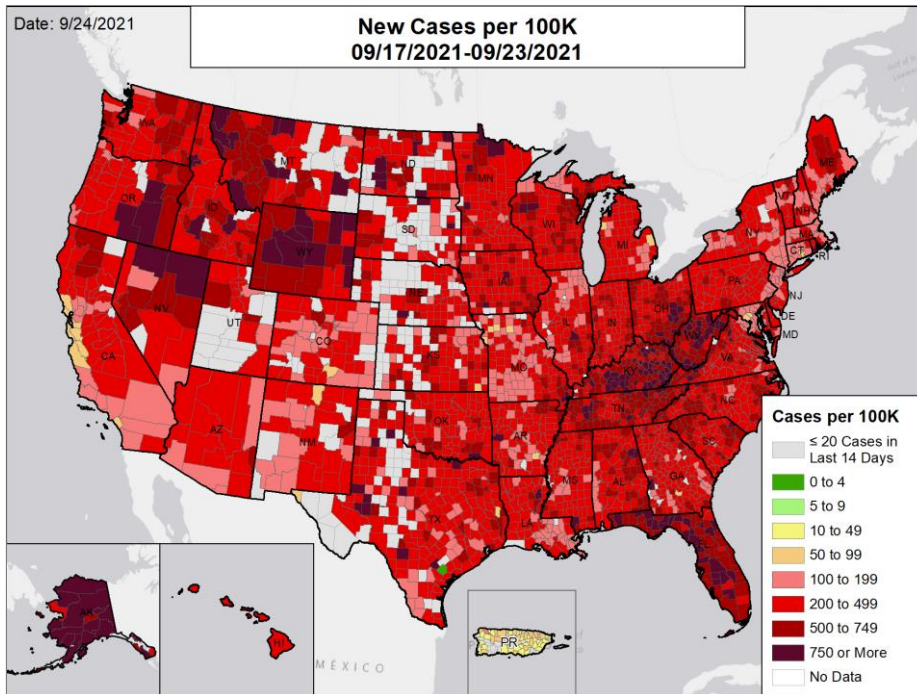 Date: 9/24/2021
New Cases per 100K
09/17/2021-09/23/2021
WA
MT
ND
MN
ME
OR
ID
SD
WI
MI
VT
NH
NY
MA
CT
RI
WY
IA
NE
PA
NJ
NV
UT
CO
IL
IN
OH
DE
MD
CA
KS
MO
KY
WV
VA
AZ
NM
OK
AR
TN
NC
SC
TX
LA
MS
AL
GA
FL
AK
HI
PR
MÉXICO
Cases per 100K
≤ 20 Cases in
Last 14 Days
0 to 4
5 to 9
10 to 49
50 to 99
100 to 199
200 to 499
500 to 749
750 or More
No Data